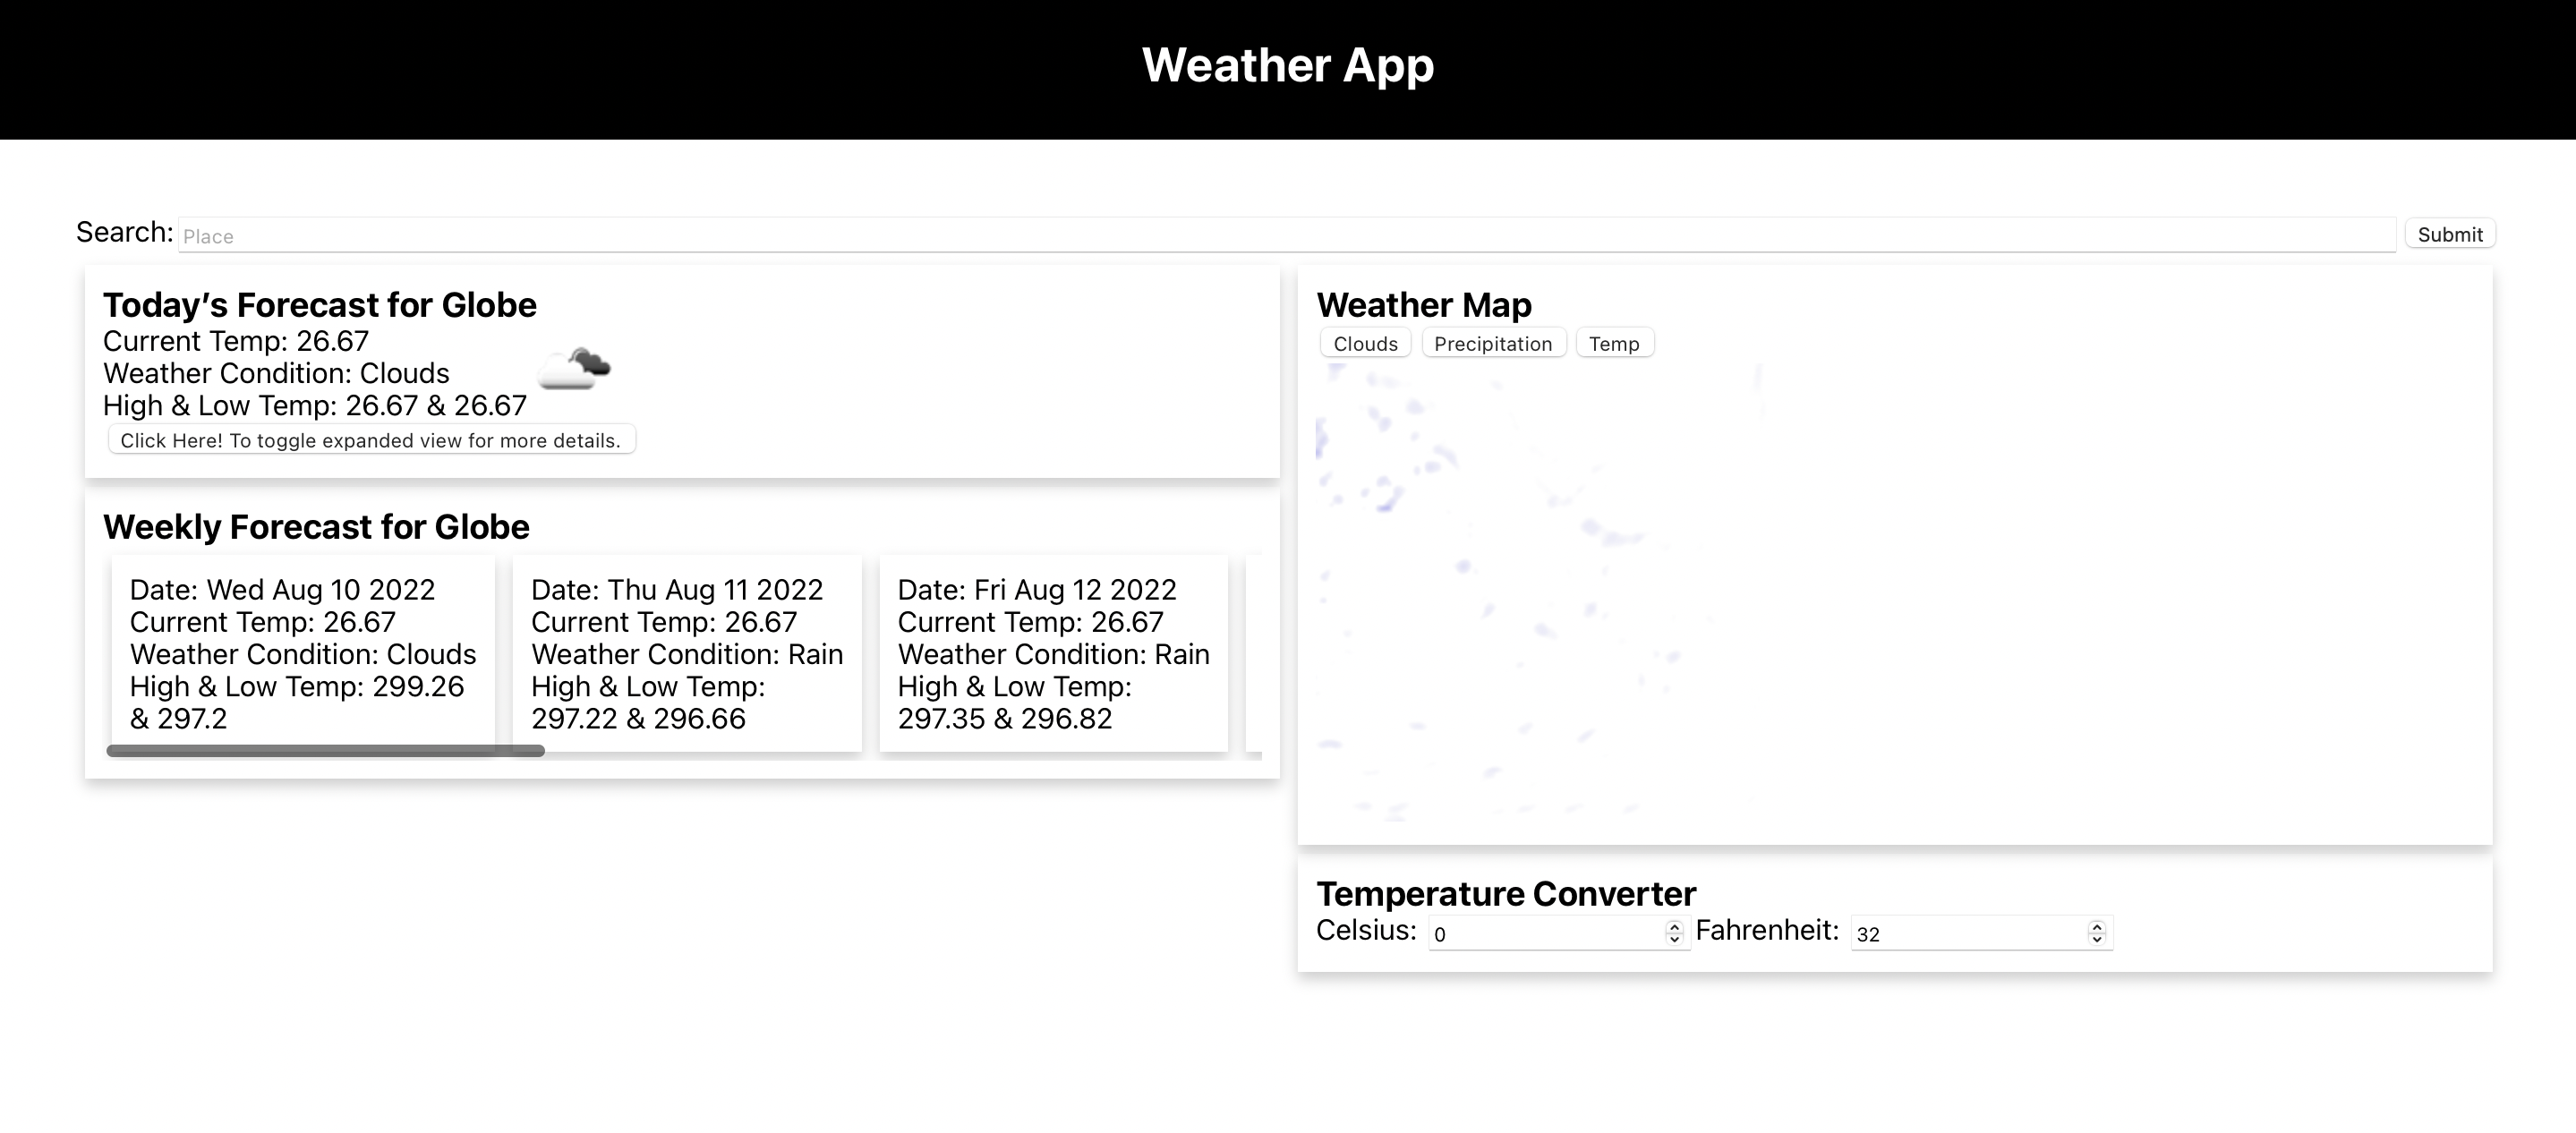 Weather App
Search: Place Submit
Today's Forecast for Globe
Current Temp: 26.67
Weather Condition: Clouds
High & Low Temp: 26.67 & 26.67
Click Here! To toggle expanded view for more details.
Weekly Forecast for Globe
Date: Wed Aug 10 2022
Current Temp: 26.67
Weather Condition: Clouds
High & Low Temp: 299.26
& 297.2
Date: Thu Aug 11 2022
Current Temp: 26.67
Weather Condition: Rain
High & Low Temp:
297.22 & 296.66
Date: Fri Aug 12 2022
Current Temp: 26.67
Weather Condition: Rain
High & Low Temp:
297.35 & 296.82
Weather Map
Clouds Precipitation Temp
Temperature Converter
Celsius: 0 Fahrenheit: 32